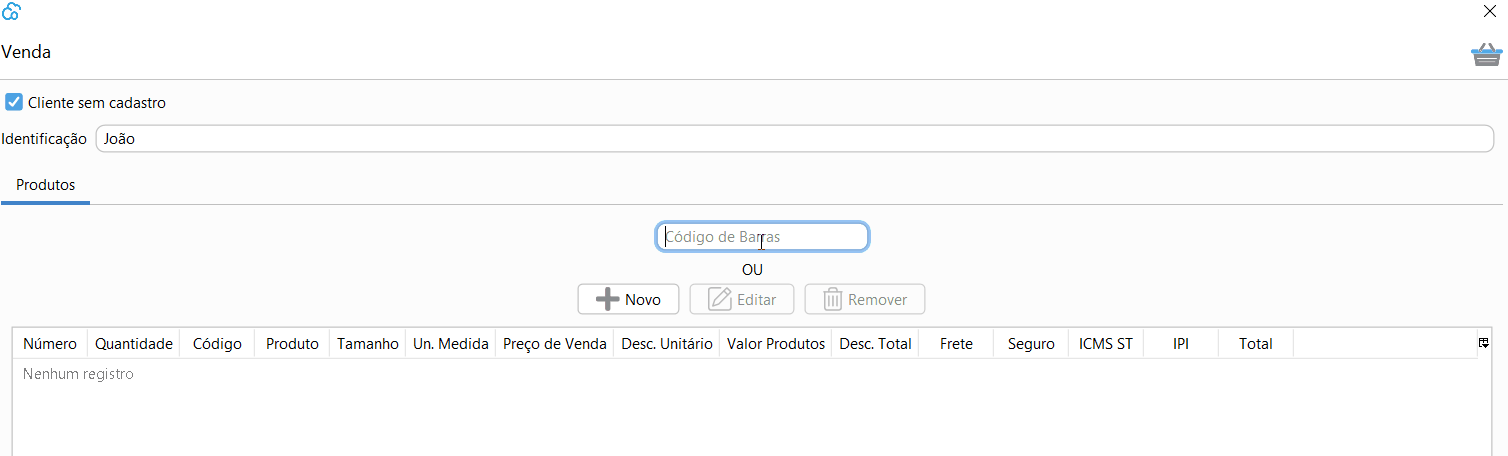 Venda
Cliente sem cadastro
Identificação João
Produtos
Código de Barras
OU
Novo Editar Remover
Número Quantidade Código Produto Tamanho Un. Medida Preço de Venda Desc. Unitário Valor Produtos Desc. Total Frete Seguro ICMS ST IPI Total
Nenhum registro